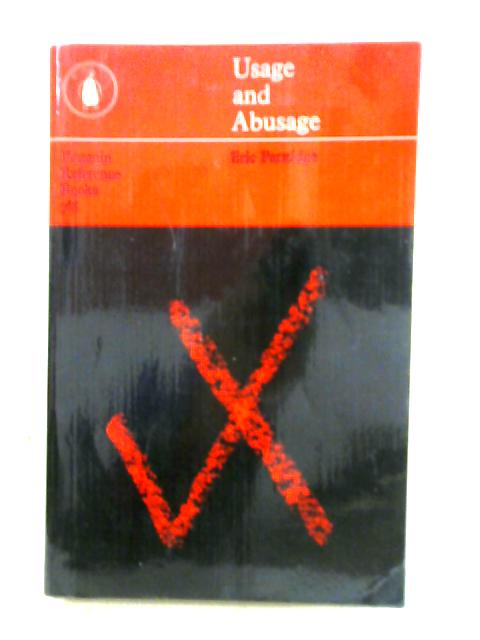 Usage
and
Abusage
Penguin
Reference
Books
Eric Partridge